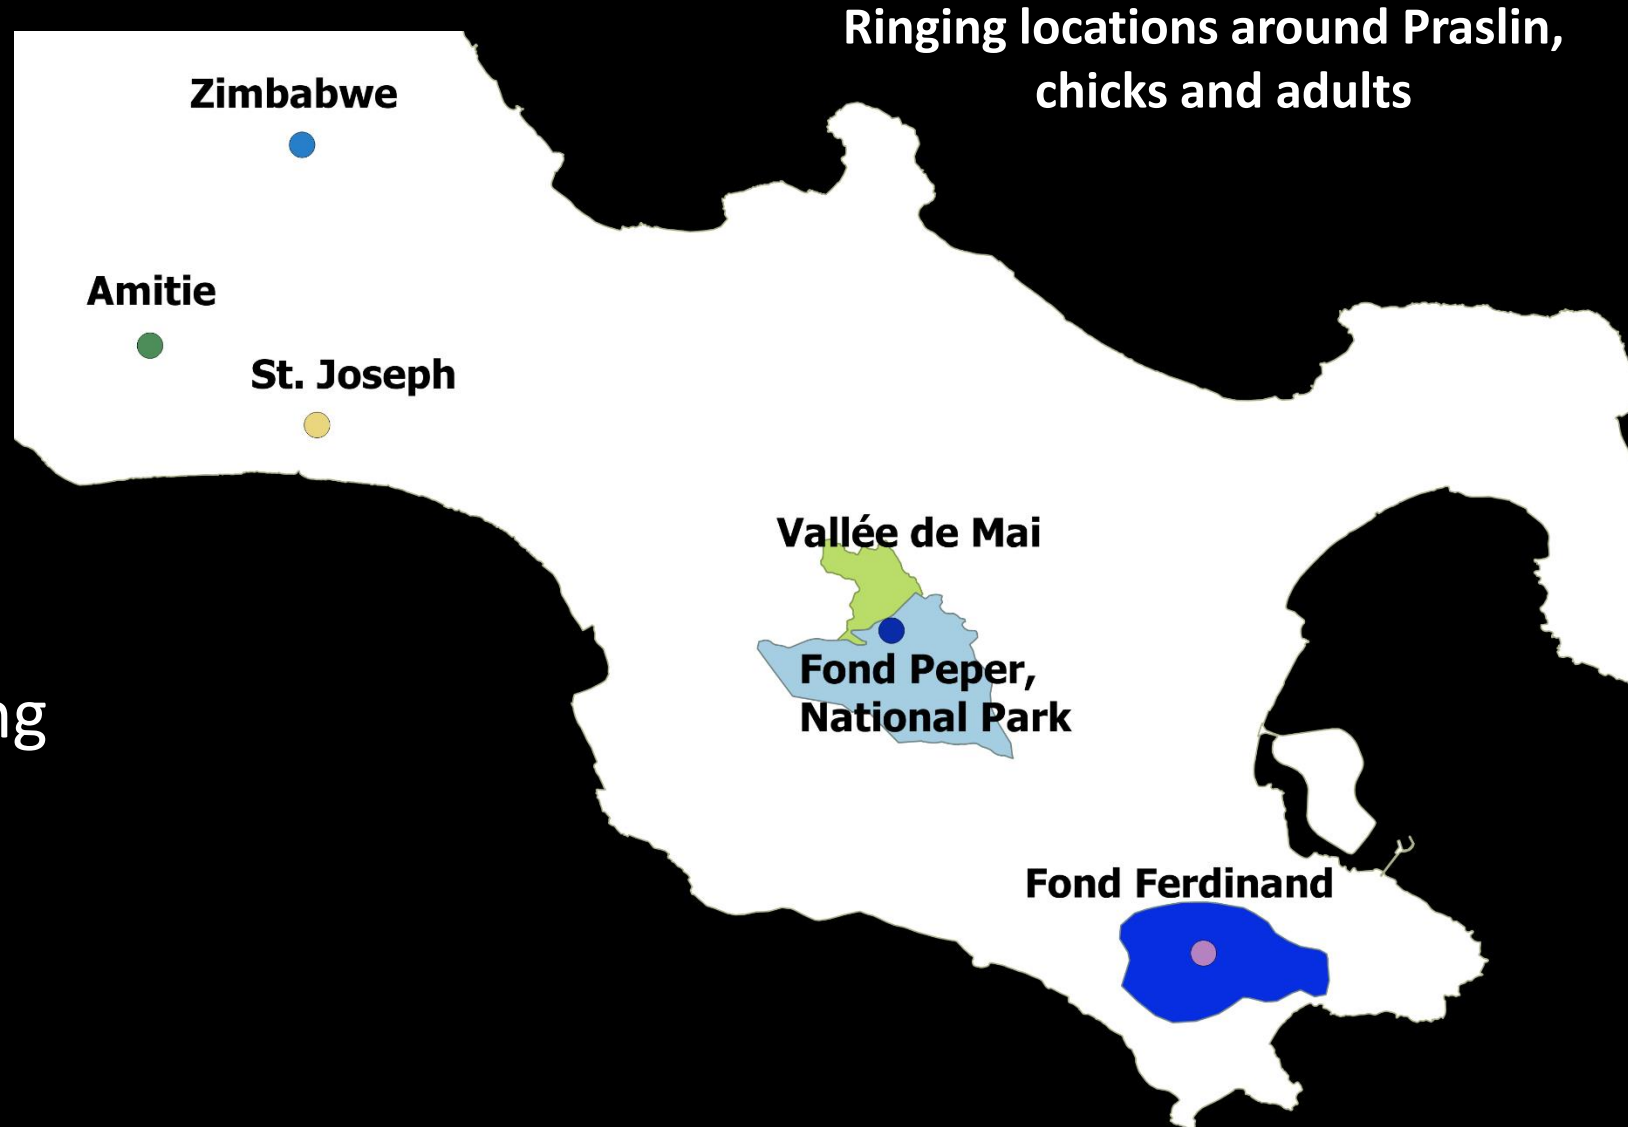 Ringing locations around Praslin,
chicks and adults
Zimbabwe
Amitie
St. Joseph
Vallée de Mai
Fond Peper,
National Park
ng
Fond Ferdinand